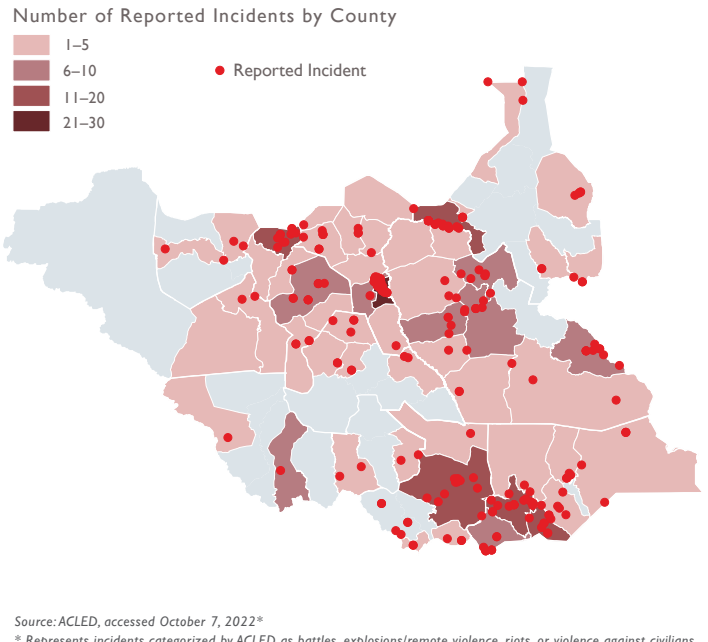 Number of Reported Incidents by County
1–5
Reported Incident
6–10
11–20
21–30
Source: ACLED, accessed October 7, 2022*
* Represents incidents categorized by ACLED as battles, explosions/remote violence, riots, or violence against civilians